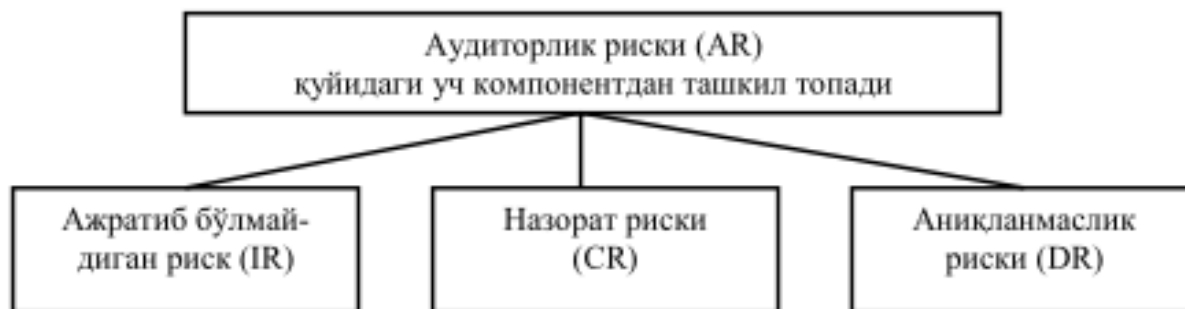 Аудиторлик риски (AR)
қуйидаги уч компонентдан ташкил топади
Ажратиб бўлмай-
диган риск (IR)
Назорат риски
(CR)
Аниқланмаслик
риски (DR)